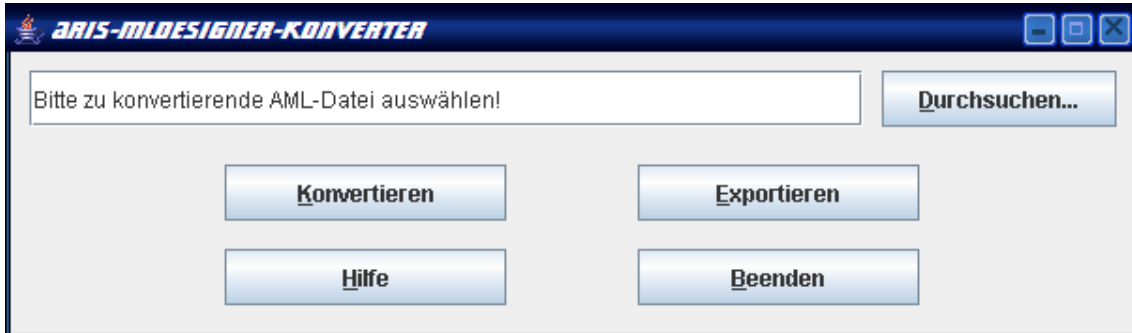 ARIS-MLDESIGNER-KONVERTER
Bitte zu konvertierende AML-Datei auswählen!
Durchsuchen...
Konvertieren
Exportieren
Hilfe
Beenden